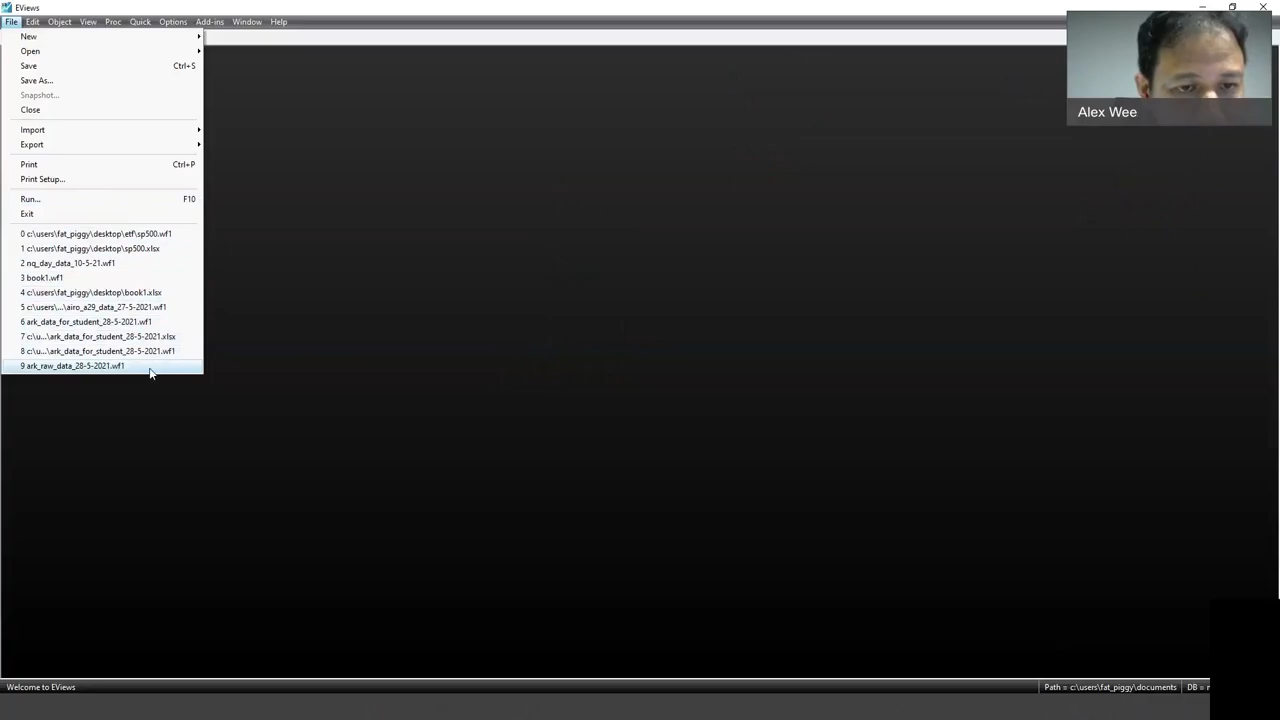 EViews
File Edit Object View Proc Quick Options Add-ins Window Help
New
Open
Save Ctrl+S
Save As...
Snapshot...
Close
Import
Export
Print Ctrl+P
Print Setup...
Run... F10
Exit
0 c:\users\fat_piggy\desktop\etf\sp500.wf1
1 c:\users\fat_piggy\desktop\sp500.xlsx
2 nq_day_data_10-5-21.wf1
3 book1.wf1
4 c:\users\fat_piggy\desktop\book1.xlsx
5 c:\users\...\airo_a29_data_27-5-2021.wf1
6 ark_data_for_student_28-5-2021.wf1
7 c:\u...\ark_data_for_student_28-5-2021.xlsx
8 c:\u...\ark_data_for_student_28-5-2021.wf1
9 ark_raw_data_28-5-2021.wf1
Alex Wee
Welcome to EViews Path = c:\users\fat_piggy\documents DB =